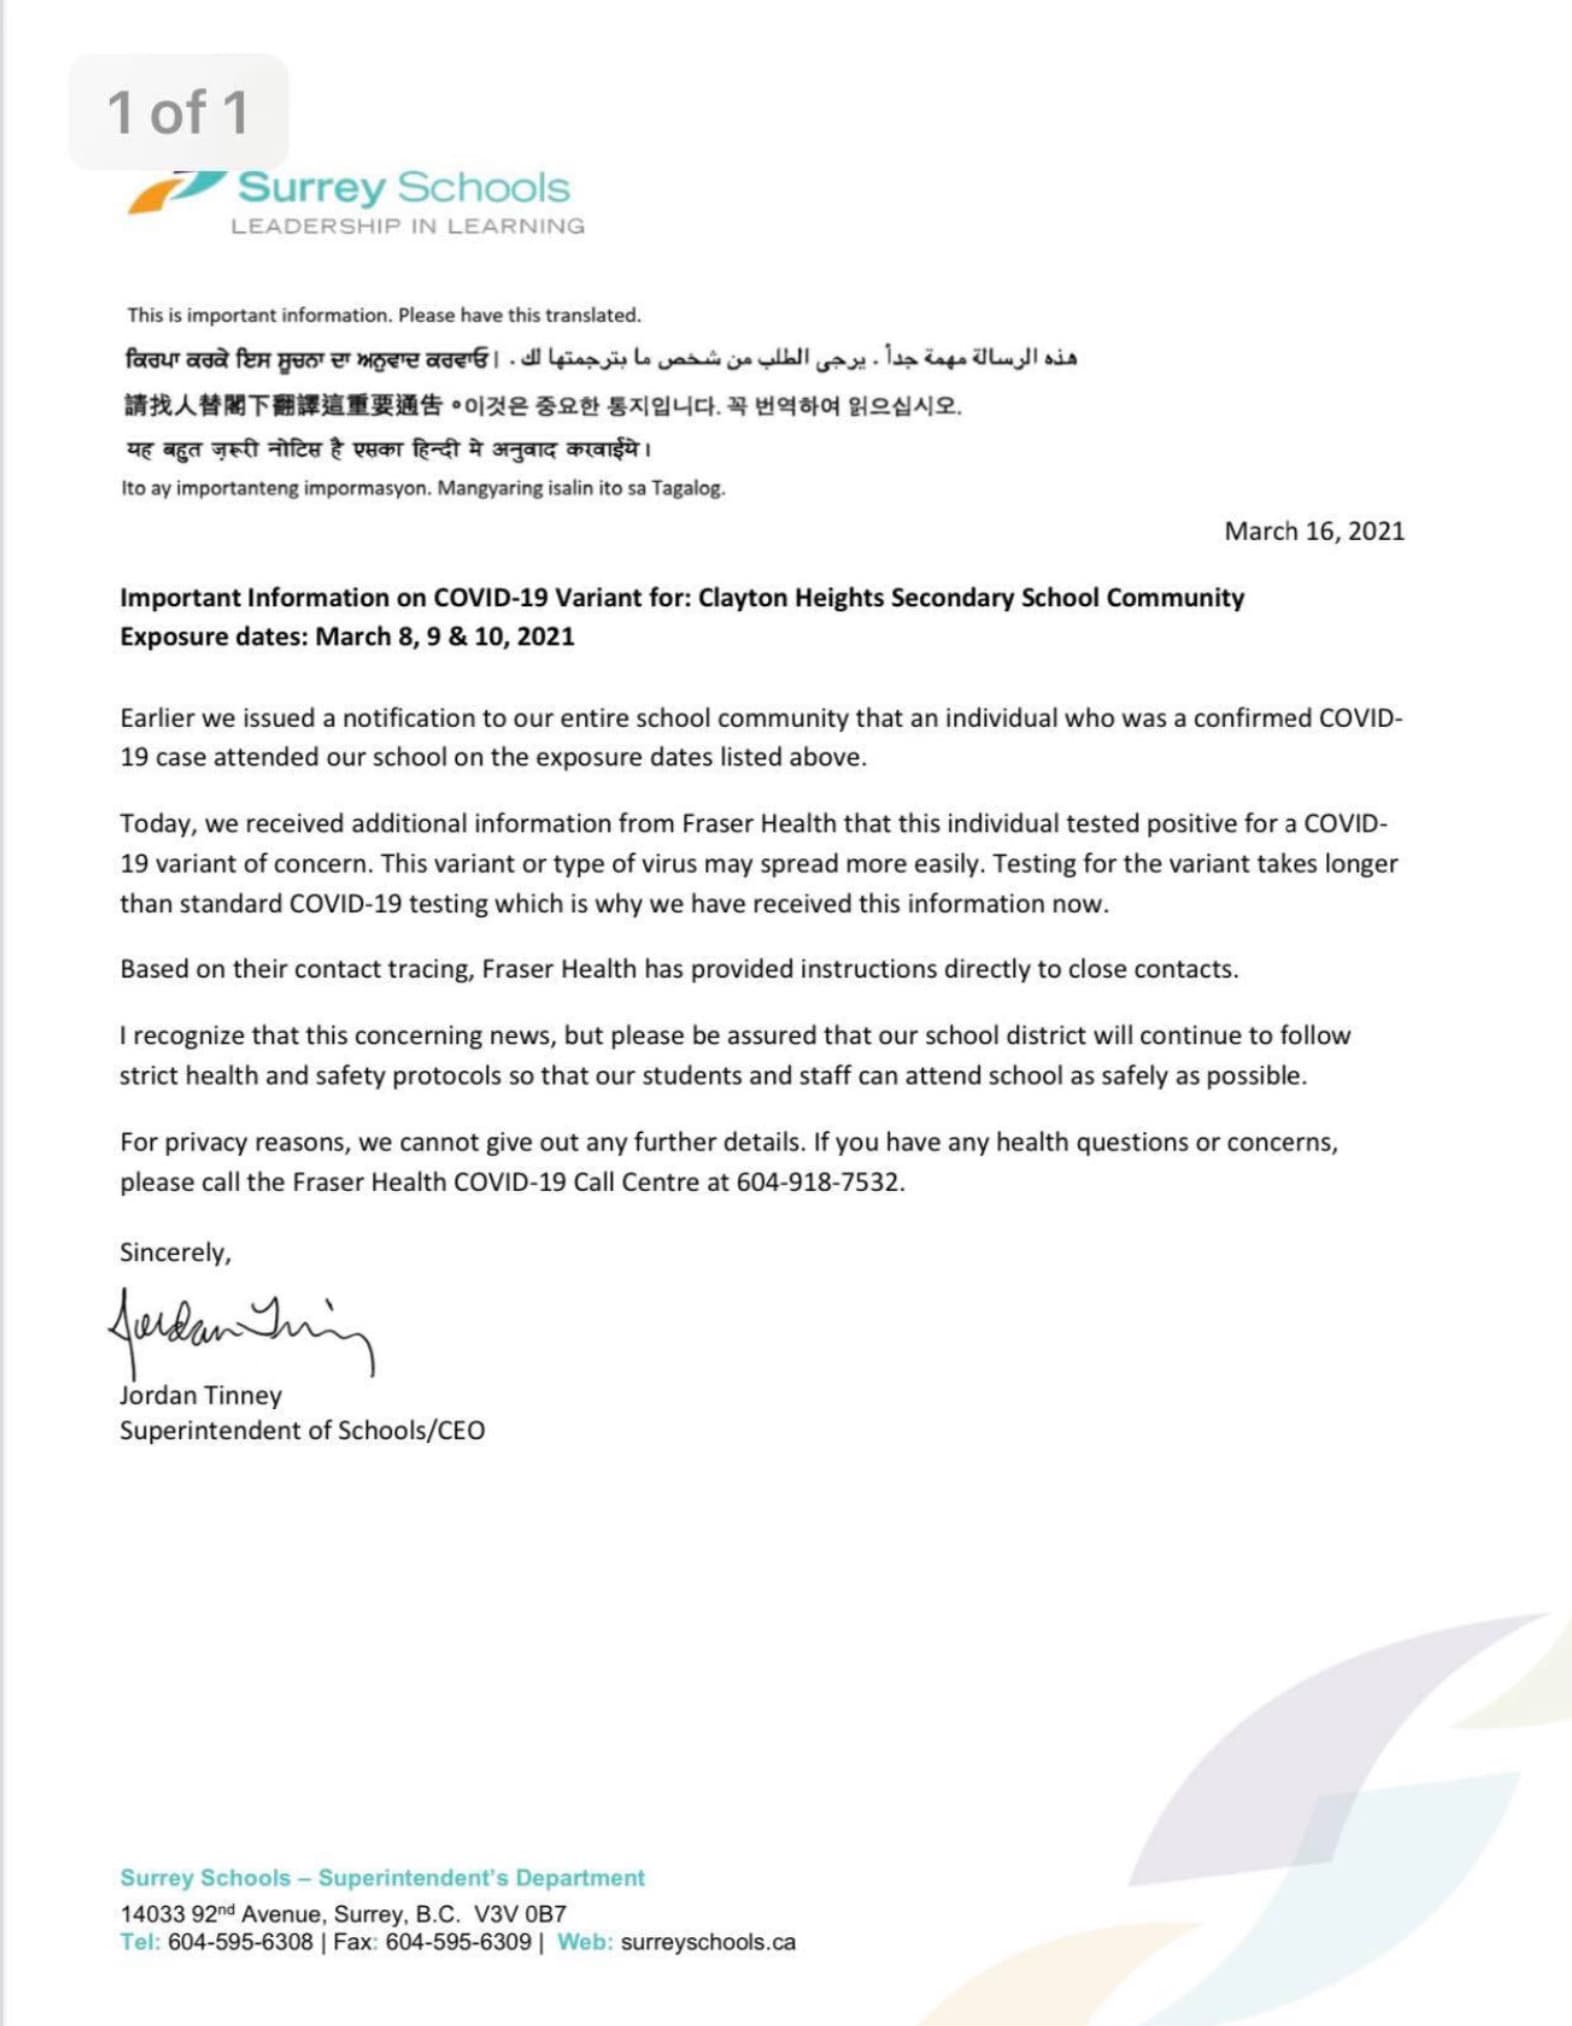 1 of 1
Surrey Schools
LEADERSHIP IN LEARNING
This is important information. Please have this translated.
ਕਿਰਪਾ ਕਰਕੇ ਇਸ ਸੂਚਨਾ ਦਾ ਅਨੁਵਾਦ ਕਰਵਾਓ। هذه الرسالة مهمة جداً . يرجى الطلب من شخص ما بترجمتها لك .
請找人替閣下翻譯這重要通告。이것은 중요한 통지입니다. 꼭 번역하여 읽으십시오.
यह बहुत ज़रूरी नोटिस है एसका हिन्दी मे अनुवाद करवाईये।
Ito ay importanteng impormasyon. Mangyaring isalin ito sa Tagalog.
March 16, 2021
Important Information on COVID-19 Variant for: Clayton Heights Secondary School Community
Exposure dates: March 8, 9 & 10, 2021
Earlier we issued a notification to our entire school community that an individual who was a confirmed COVID-
19 case attended our school on the exposure dates listed above.
Today, we received additional information from Fraser Health that this individual tested positive for a COVID-
19 variant of concern. This variant or type of virus may spread more easily. Testing for the variant takes longer
than standard COVID-19 testing which is why we have received this information now.
Based on their contact tracing, Fraser Health has provided instructions directly to close contacts.
I recognize that this concerning news, but please be assured that our school district will continue to follow
strict health and safety protocols so that our students and staff can attend school as safely as possible.
For privacy reasons, we cannot give out any further details. If you have any health questions or concerns,
please call the Fraser Health COVID-19 Call Centre at 604-918-7532.
Sincerely,
Jordan Tinney
Superintendent of Schools/CEO
Surrey Schools – Superintendent's Department
14033 92nd Avenue, Surrey, B.C. V3V 0B7
Tel: 604-595-6308 | Fax: 604-595-6309 | Web: surreyschools.ca